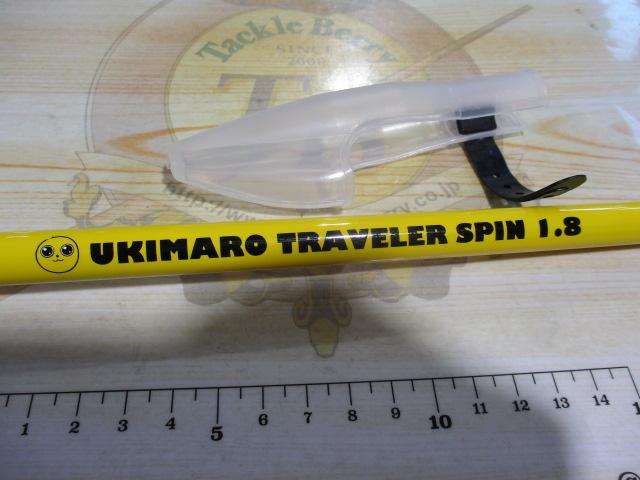 Tackle Berry
SINCE
2000
UKIMARO TRAVELER SPIN 1.8
1 2 3 4 5 6 7 8 9 10 11 12 13 14